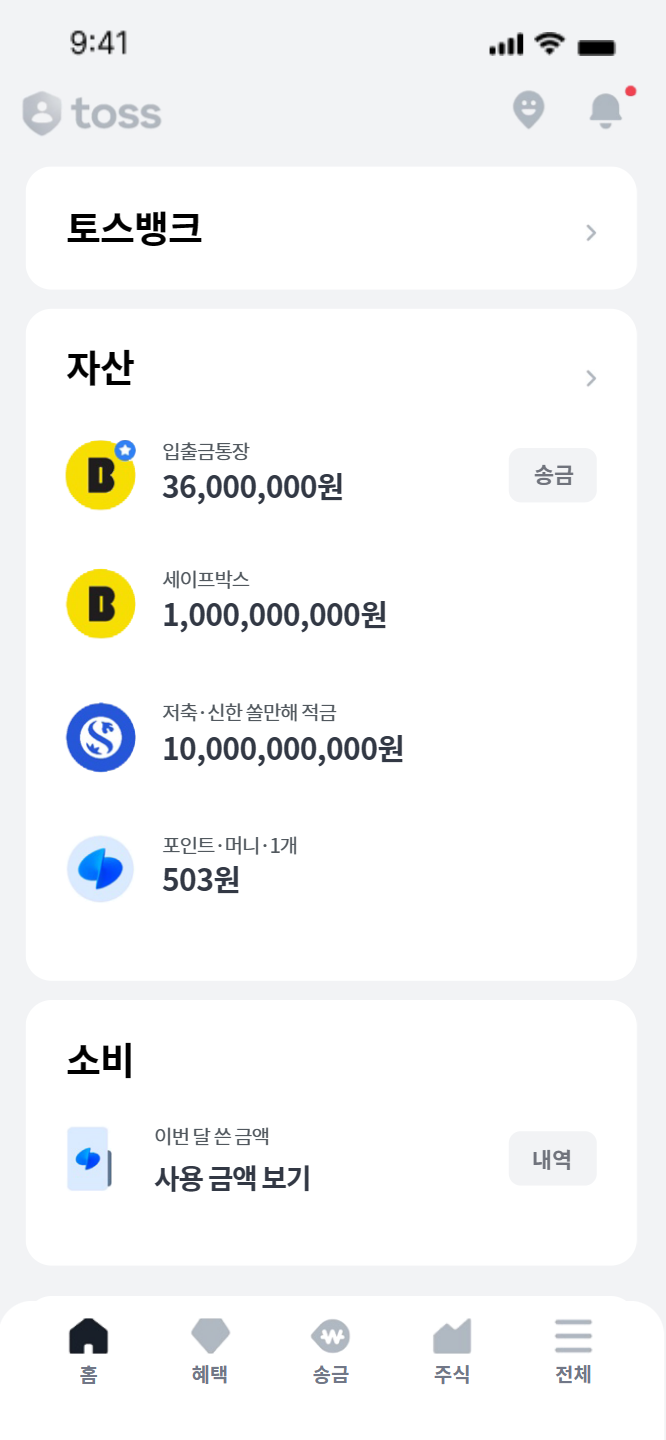 9:41
toss
토스뱅크
자산
입출금통장
36,000,000원
송금
세이프박스
1,000,000,000원
저축·신한 쏠만해 적금
10,000,000,000원
포인트·머니·1개
503원
소비
이번 달 쓴 금액
사용 금액 보기
내역
홈
혜택
송금
주식
전체